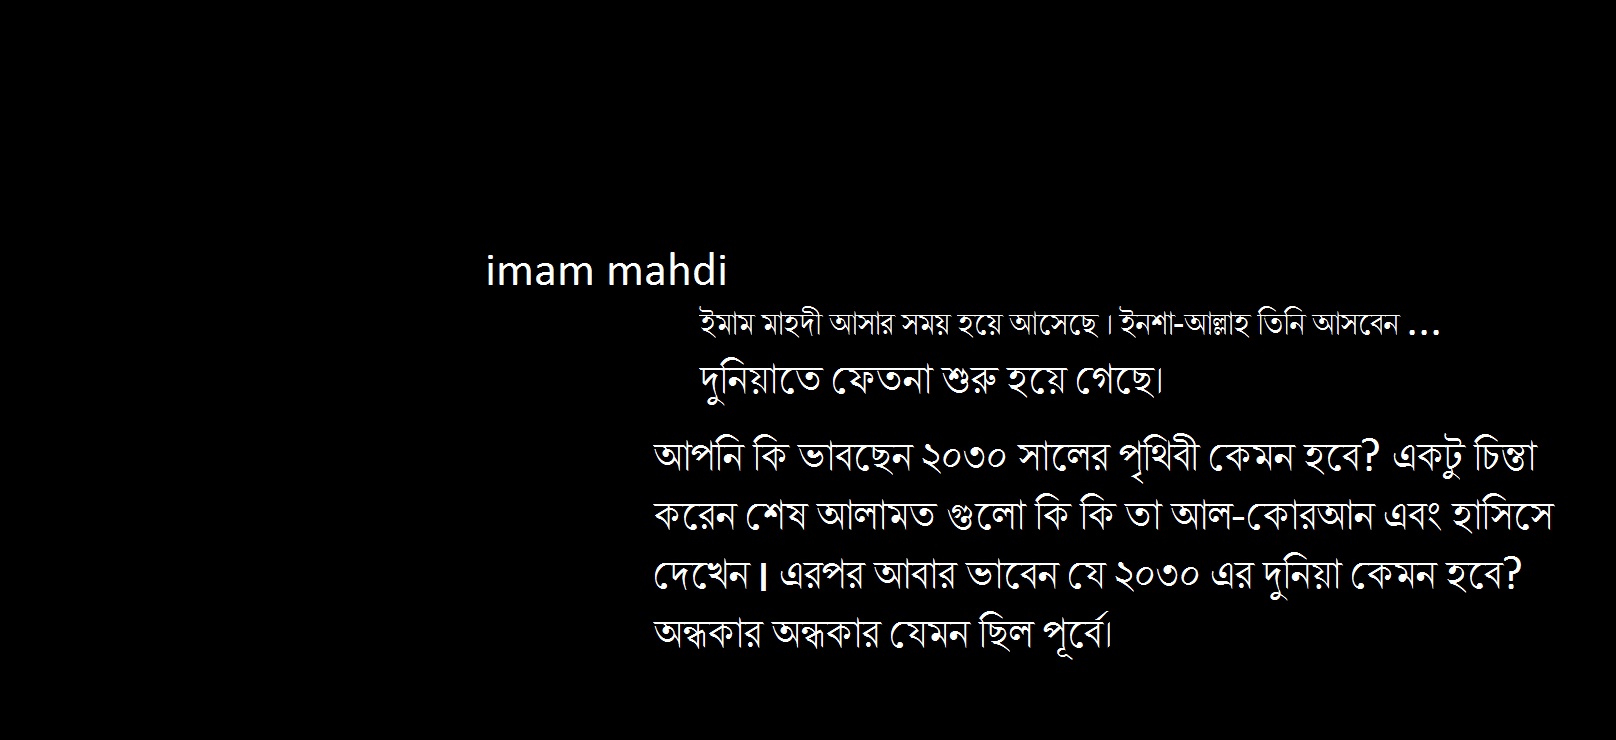 imam mahdi
ইমাম মাহদী আসার সময় হয়ে আসেছে। ইনশা-আল্লাহ তিনি আসবেন ...
দুনিয়াতে ফেতনা শুরু হয়ে গেছে।
আপনি কি ভাবছেন ২০৩০ সালের পৃথিবী কেমন হবে? একটু চিন্তা
করেন শেষ আলামত গুলো কি কি তা আল-কোরআন এবং হাসিসে
দেখেন। এরপর আবার ভাবেন যে ২০৩০ এর দুনিয়া কেমন হবে?
অন্ধকার অন্ধকার যেমন ছিল পূর্বে।